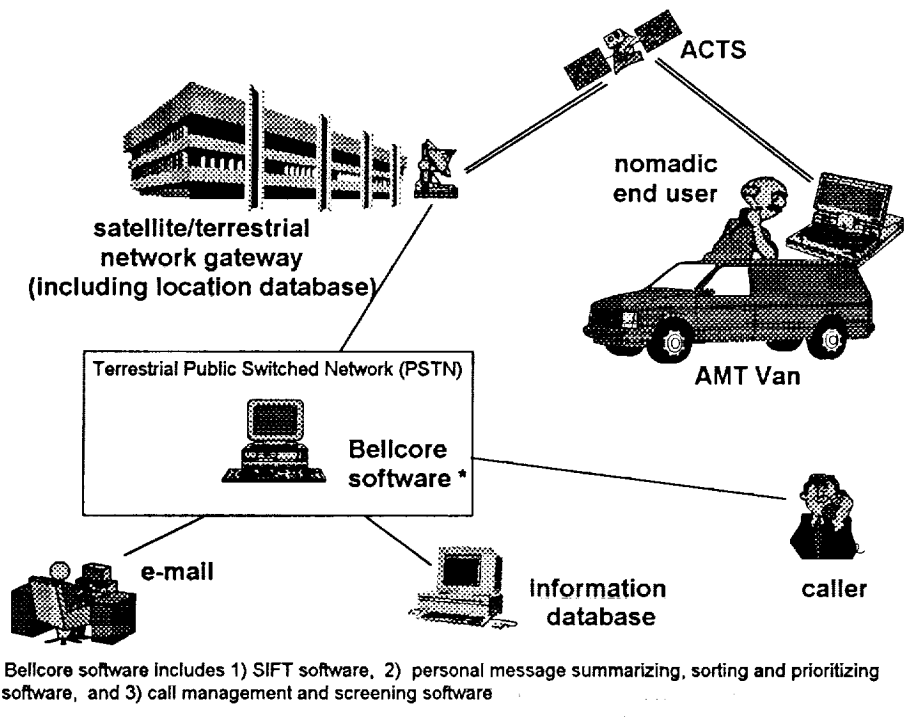 ACTS
nomadic
end user
satellite/terrestrial
network gateway
(including location database)
AMT Van
Terrestrial Public Switched Network (PSTN)
Bellcore
software *
e-mail
information
database
caller
Bellcore software includes 1) SIFT software, 2) personal message summarizing, sorting and prioritizing
software, and 3) call management and screening software